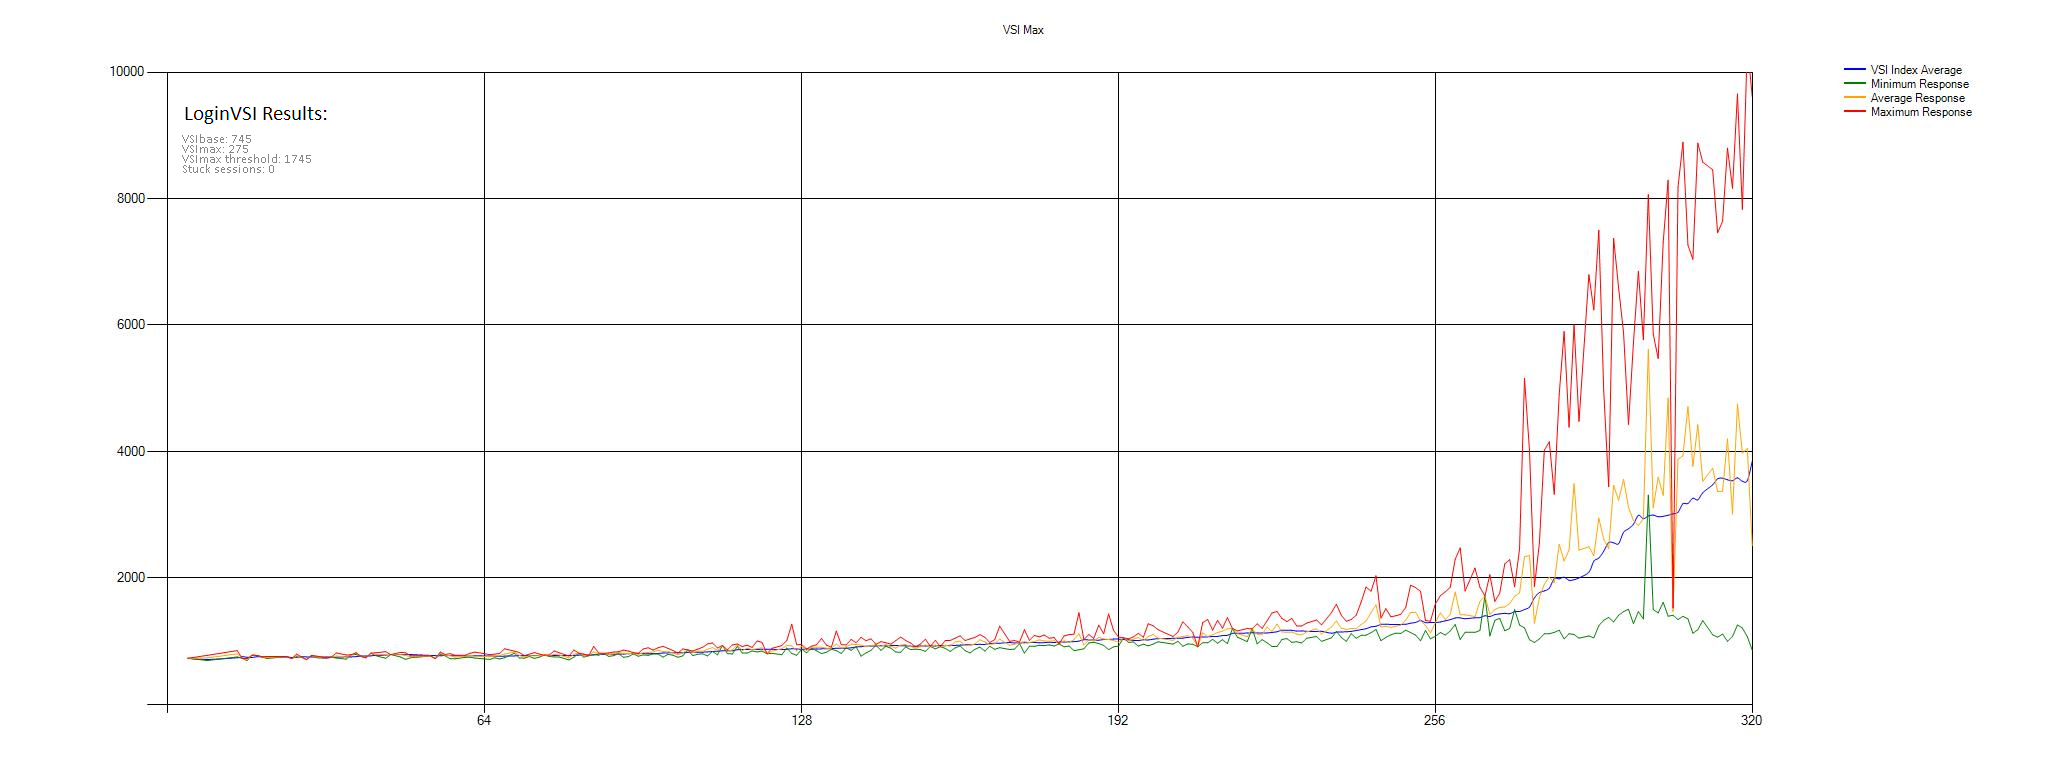 VSI Max
10000
8000
6000
4000
2000
LoginVSI Results:
VSIbase: 745
VSImax: 275
VSImax threshold: 1745
Stuck sessions: 0
VSI Index Average
Minimum Response
Average Response
Maximum Response
64
128
192
256
320